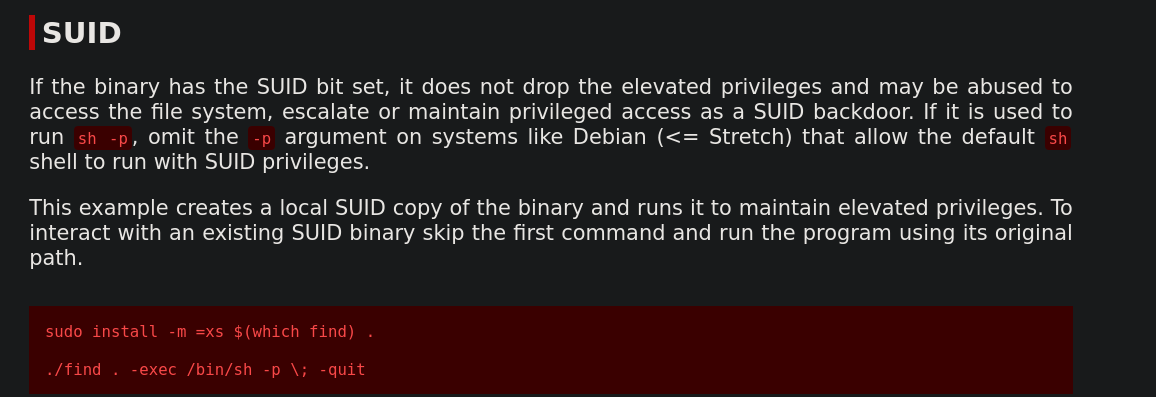 SUID
If the binary has the SUID bit set, it does not drop the elevated privileges and may be abused to
access the file system, escalate or maintain privileged access as a SUID backdoor. If it is used to
run sh -p, omit the -p argument on systems like Debian (<= Stretch) that allow the default sh
shell to run with SUID privileges.
This example creates a local SUID copy of the binary and runs it to maintain elevated privileges. To
interact with an existing SUID binary skip the first command and run the program using its original
path.
sudo install -m =xs $(which find) .
./find . -exec /bin/sh -p \; -quit